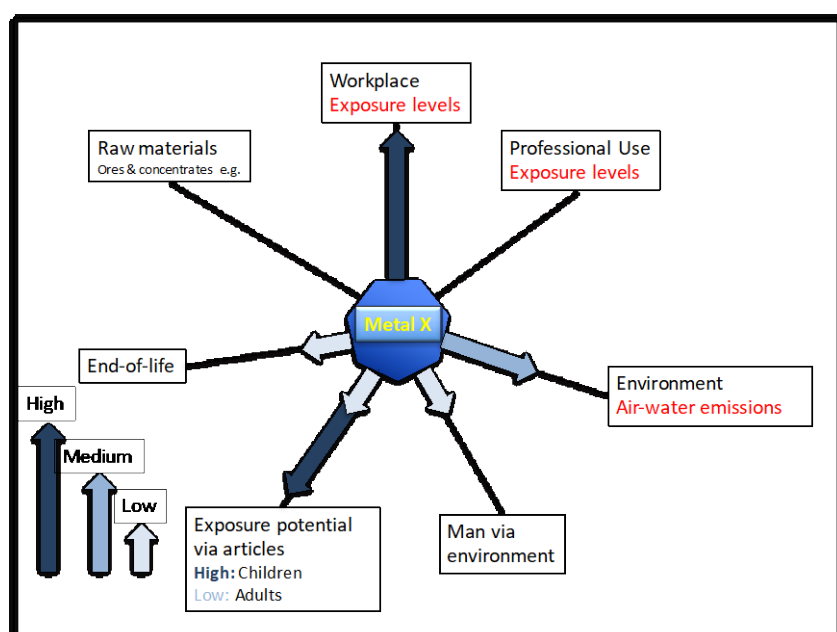 Workplace
Exposure levels
Raw materials
Ores & concentrates e.g.
Professional Use
Exposure levels
Metal X
End-of-life
Environment
Air-water emissions
High
Medium
Low
Exposure potential
via articles
High: Children
Low: Adults
Man via
environment